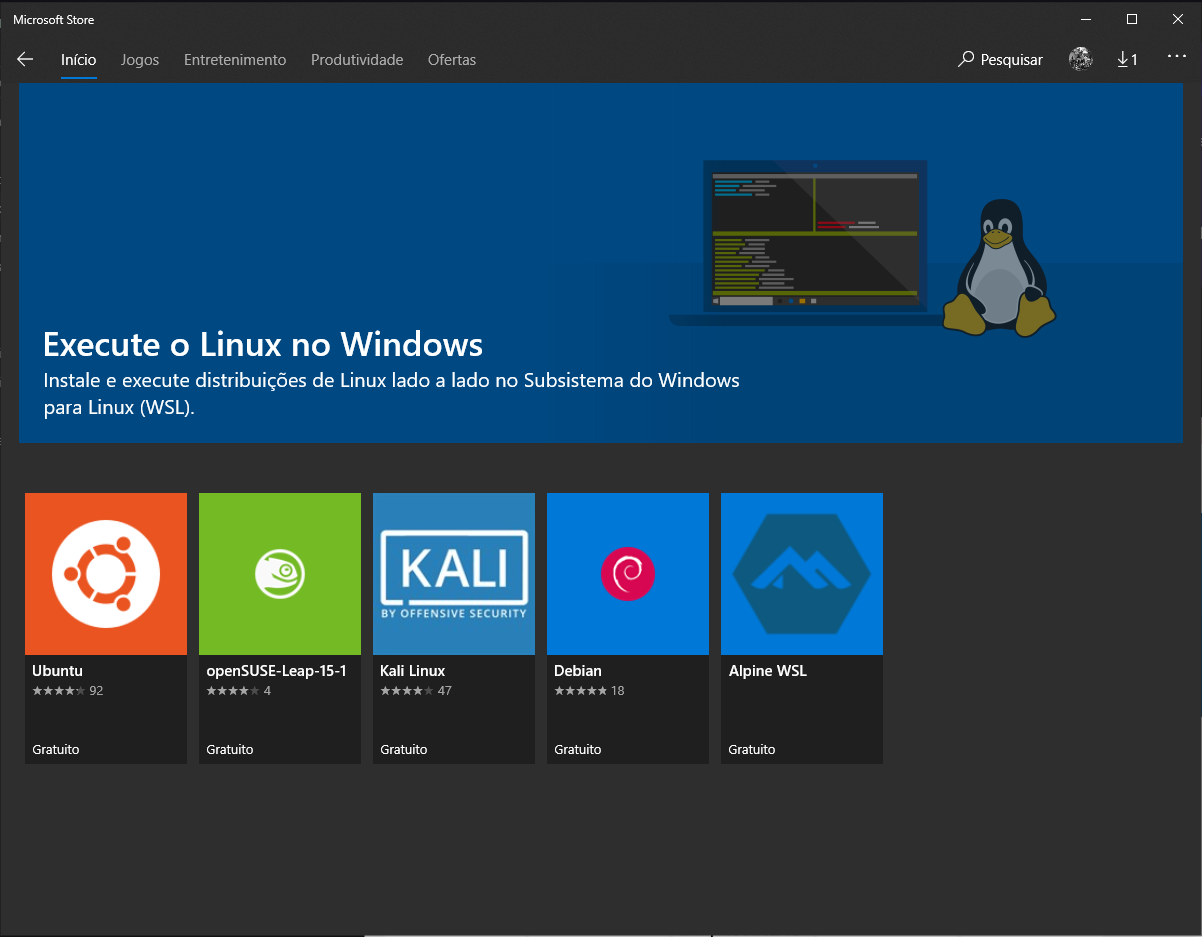 Microsoft Store
Início Jogos Entretenimento Produtividade Ofertas Pesquisar 1
Execute o Linux no Windows
Instale e execute distribuições de Linux lado a lado no Subsistema do Windows
para Linux (WSL).
KALI
BY OFFENSIVE SECURITY
Ubuntu openSUSE-Leap-15-1 Kali Linux Debian Alpine WSL
92 4 47 18
Gratuito Gratuito Gratuito Gratuito Gratuito